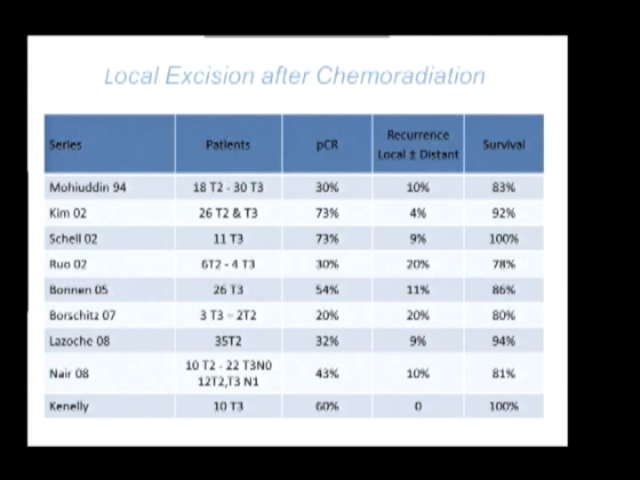 Local Excision after Chemoradiation
Series Patients pCR Recurrence Local ± Distant Survival
Mohiuddin 94 18 T2 - 30 T3 30% 10% 83%
Kim 02 26 T2 & T3 73% 4% 92%
Schell 02 11 T3 73% 9% 100%
Ruo 02 6T2 - 4 T3 30% 20% 78%
Bonnen 05 26 T3 54% 11% 86%
Borschitz 07 3 T3 – 2T2 20% 20% 80%
Lazoche 08 35T2 32% 9% 94%
Nair 08 10 T2 - 22 T3N0 12T2,T3 N1 43% 10% 81%
Kenelly 10 T3 60% 0 100%